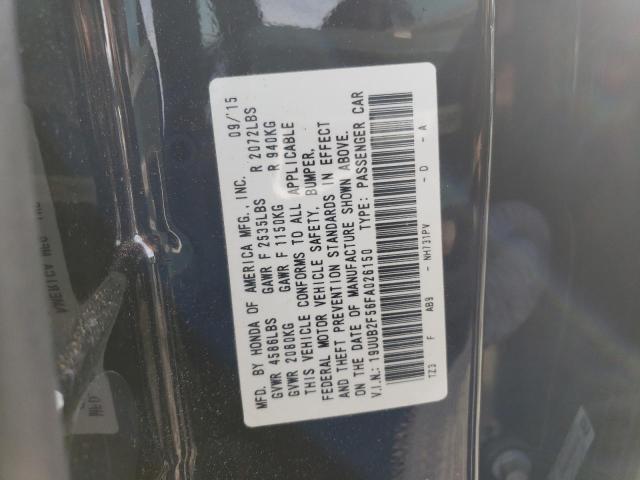 MFD. BY HONDA OF AMERICA MFG., INC. 09/'15
GVWR 4586LBS GAWR F 2535LBS R 2072LBS
GVWR 2080KG GAWR F 1150KG R 940KG
THIS VEHICLE CONFORMS TO ALL APPLICABLE
FEDERAL MOTOR VEHICLE SAFETY, BUMPER,
AND THEFT PREVENTION STANDARDS IN EFFECT
ON THE DATE OF MANUFACTURE SHOWN ABOVE.
V.I.N.: 19UUB2F56FA026150 TYPE: PASSENGER CAR
TZ3 F AB9 - NH731PV - D - A